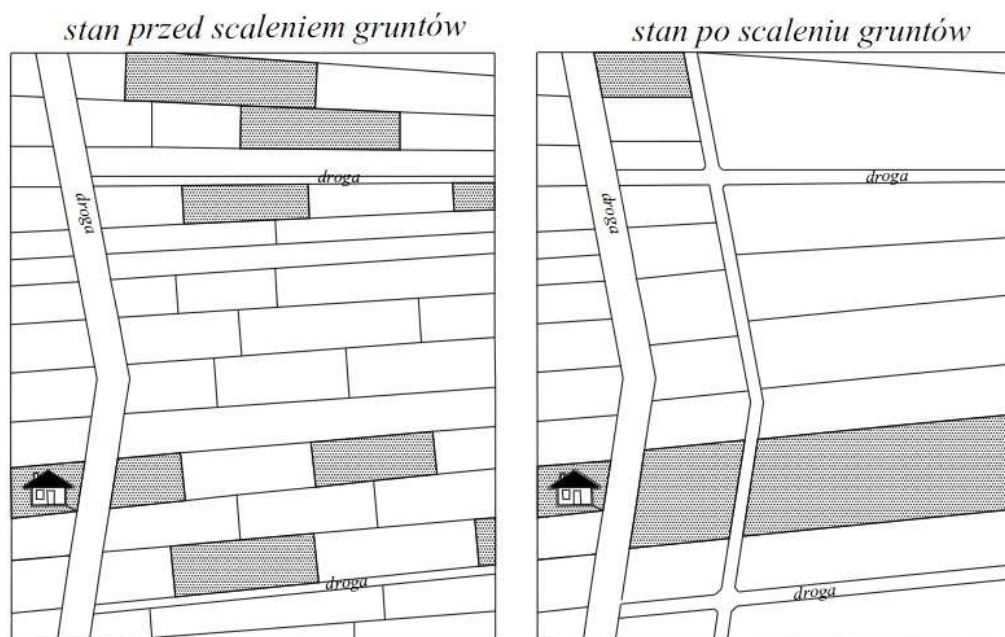 stan przed scaleniem gruntów
stan po scaleniu gruntów
droga
droga
droga
droga
droga
droga